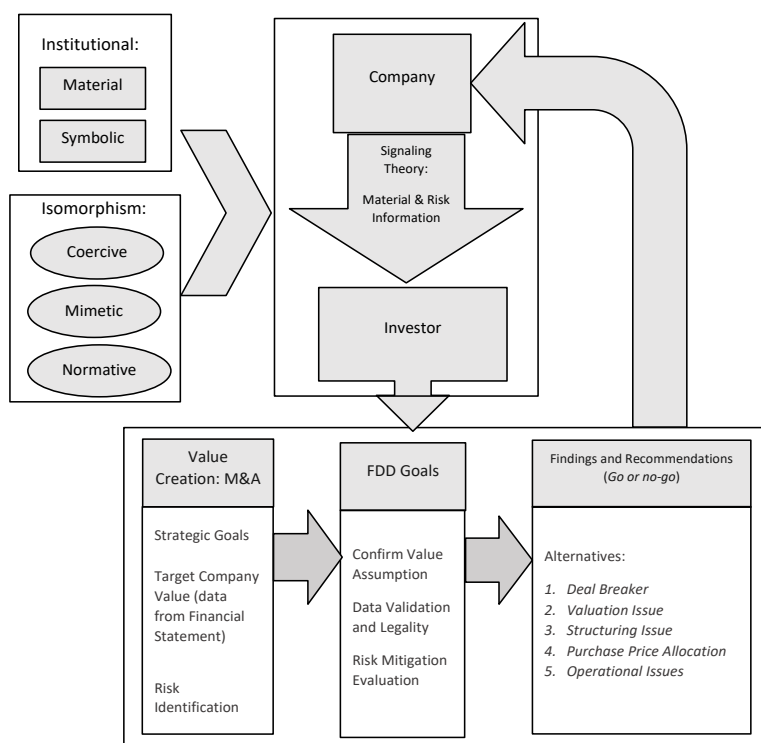 Institutional:
Material
Symbolic
Isomorphism:
Coercive
Mimetic
Normative
Company
Signaling
Theory:
Material & Risk
Information
Investor
Value
Creation: M&A
Strategic Goals
Target Company
Value (data
from Financial
Statement)
Risk
Identification
FDD Goals
Confirm Value
Assumption
Data Validation
and Legality
Risk Mitigation
Evaluation
Findings and Recommendations
(Go or no-go)
Alternatives:
1. Deal Breaker
2. Valuation Issue
3. Structuring Issue
4. Purchase Price Allocation
5. Operational Issues